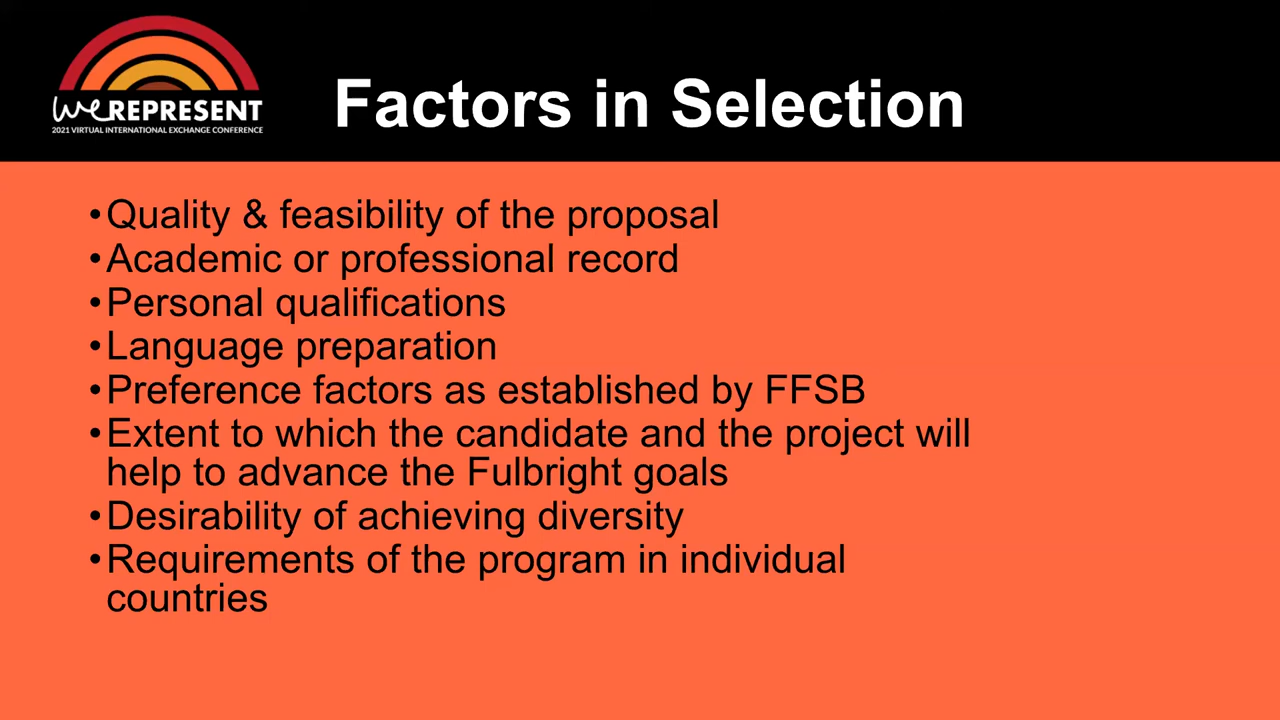 we REPRESENT
2021 VIRTUAL INTERNATIONAL EXCHANGE CONFERENCE
Factors in Selection
•Quality & feasibility of the proposal
•Academic or professional record
•Personal qualifications
•Language preparation
•Preference factors as established by FFSB
•Extent to which the candidate and the project will
help to advance the Fulbright goals
•Desirability of achieving diversity
•Requirements of the program in individual
countries